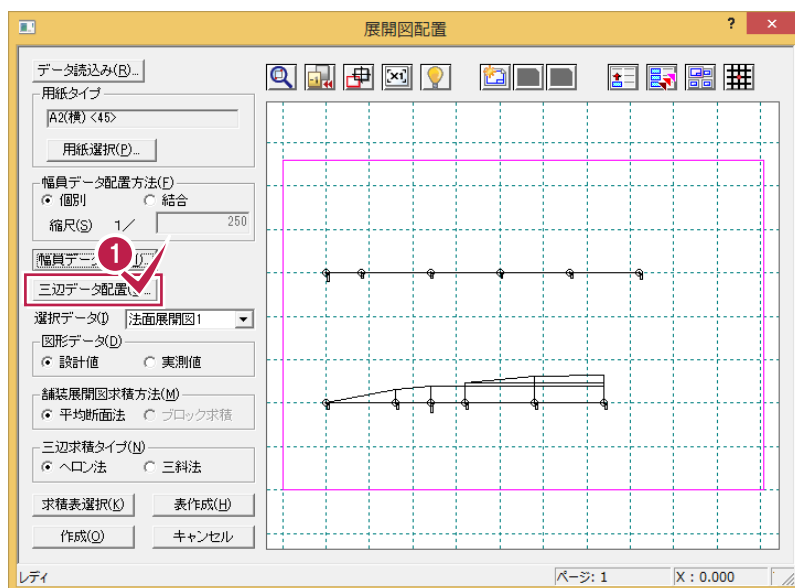 展開図配置
?
×
データ読込み(R)...
用紙タイプ
A2(横) <45>
用紙選択(P)...
幅員データ配置方法(F)
個別
結合
縮尺(S) 1/
250
幅員デー
1
三辺データ配置
選択データ(I)
法面展開図1
図形データ(D)
設計値
実測値
舗装展開図求積方法(M)
平均断面法
ブロック求積
三辺求積タイプ(N)
ヘロン法
三斜法
求積表選択(K)
表作成(H)
作成(O)
キャンセル
レディ
ページ: 1
X : 0.000